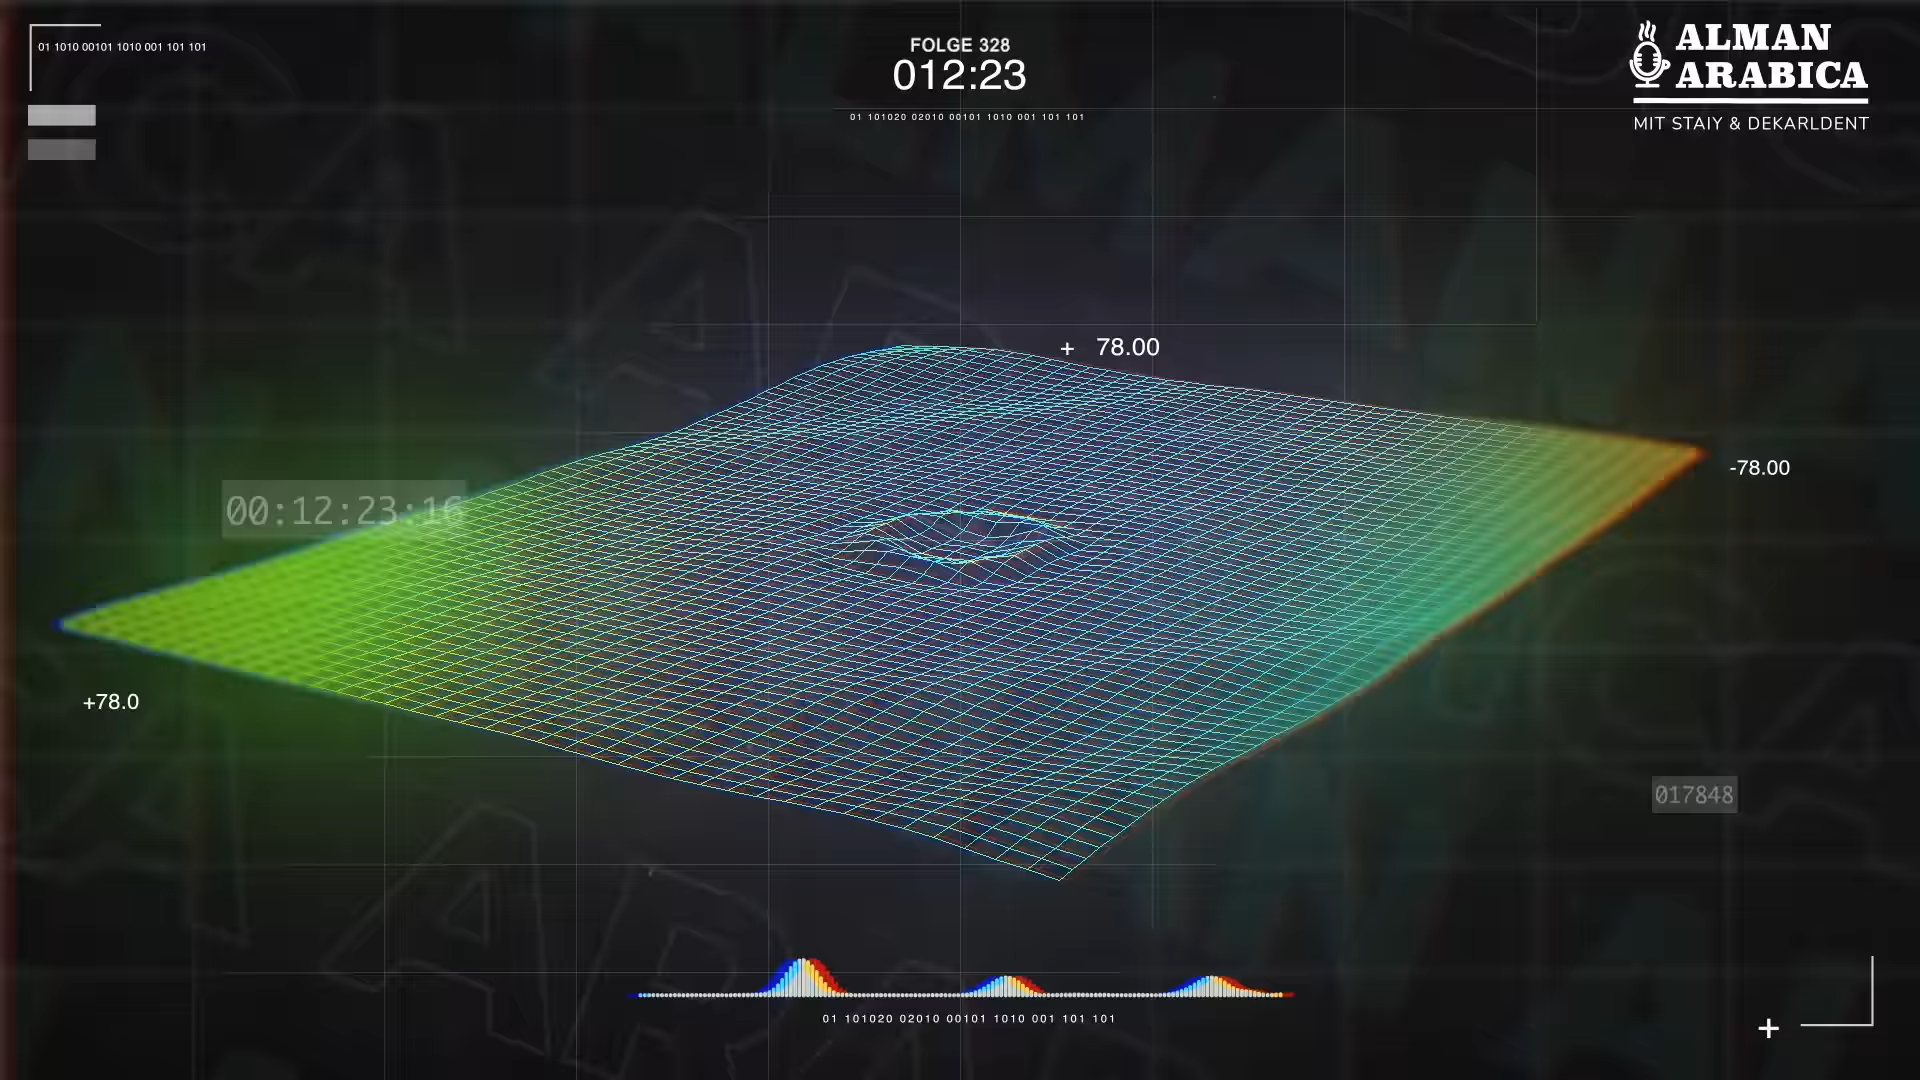 01 1010 00101 1010 001 101 101
FOLGE 328
012:23
01 101020 02010 00101 1010 001 101 101
ALMAN
ARABICA
MIT STAIY & DEKARLDENT
+ 78.00
-78.00
00:12:23:16
+78.0
017848
01 101020 02010 00101 1010 001 101 101
+